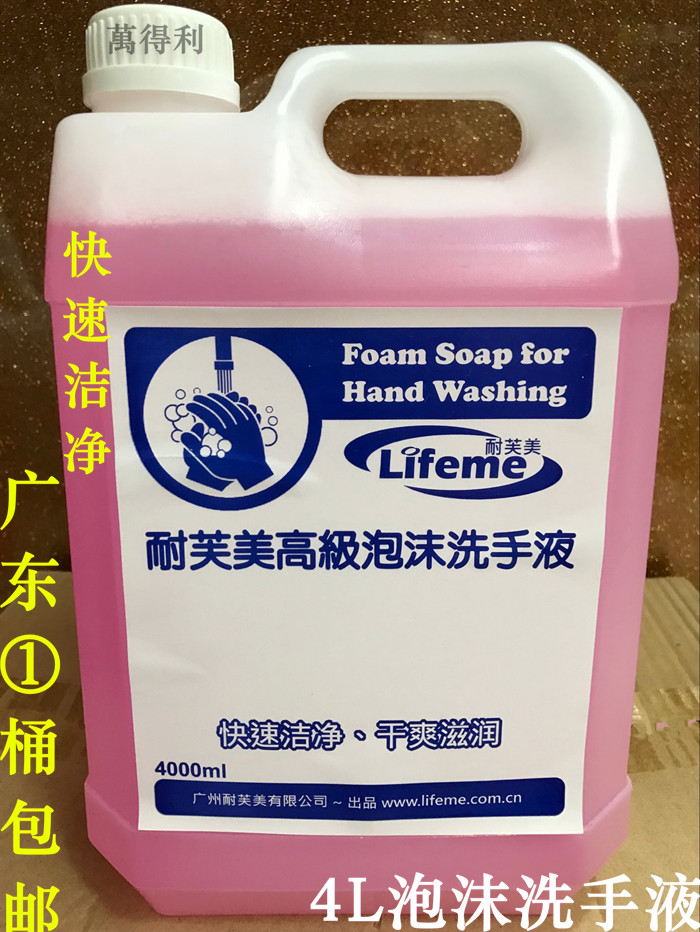 萬得利
快速洁净
广东①桶包邮
Foam Soap for
Hand Washing
Lifeme 耐芙美
耐芙美高級泡沫洗手液
快速洁净、干爽滋润
4000ml
广州耐芙美有限公司 ~ 出品 www.lifeme.com.cn
4L泡沫洗手液